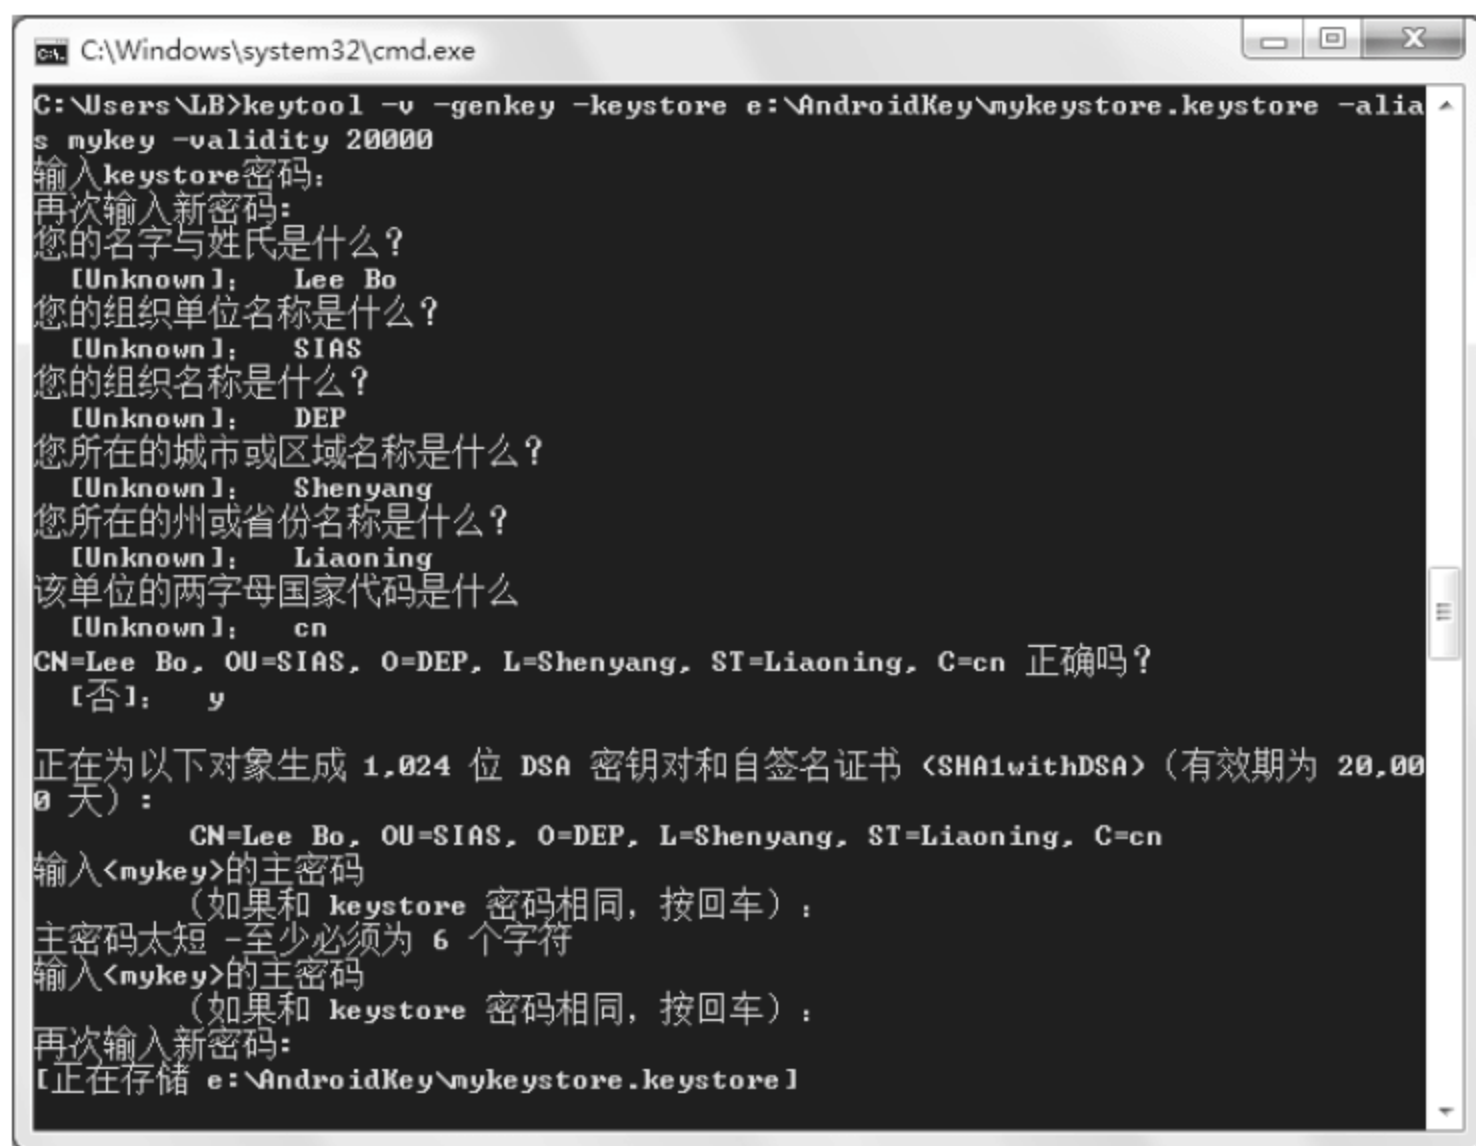 C:\Windows\system32\cmd.exe
C:\Users\LB>keytool -v -genkey -keystore e:\AndroidKey\mykeystore.keystore -alia
s mykey -validity 20000
输入keystore密码:
再次输入新密码:
您的名字与姓氏是什么?
[Unknown]: Lee Bo
您的组织单位名称是什么?
[Unknown]: SIAS
您的组织名称是什么?
[Unknown]: DEP
您所在的城市或区域名称是什么?
[Unknown]: Shenyang
您所在的州或省份名称是什么?
[Unknown]: Liaoning
该单位的两字母国家代码是什么
[Unknown]: cn
CN=Lee Bo, OU=SIAS, O=DEP, L=Shenyang, ST=Liaoning, C=cn 正确吗?
[否]: y
正在为以下对象生成 1,024 位 DSA 密钥对和自签名证书 <SHA1withDSA>(有效期为 20,00
0 天):
CN=Lee Bo, OU=SIAS, O=DEP, L=Shenyang, ST=Liaoning, C=cn
输入<mykey>的主密码
(如果和 keystore 密码相同,按回车):
主密码太短 -至少必须为 6 个字符
输入<mykey>的主密码
(如果和 keystore 密码相同,按回车):
再次输入新密码:
[正在存储 e:\AndroidKey\mykeystore.keystore]